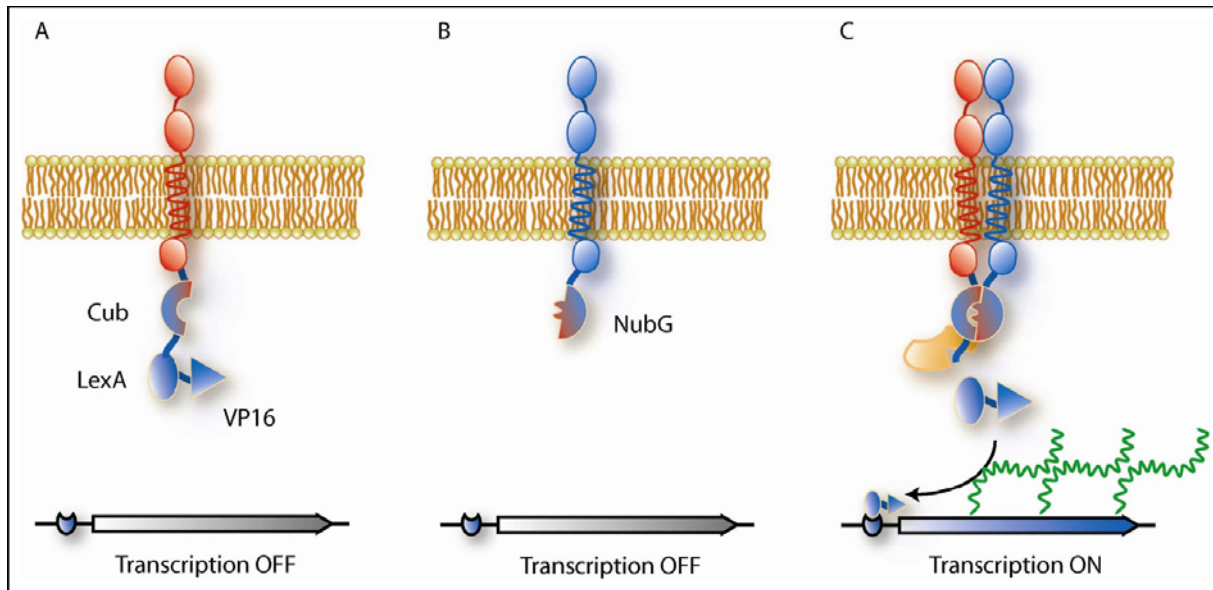 A
B
C
Cub
LexA
VP16
NubG
Transcription OFF
Transcription OFF
Transcription ON